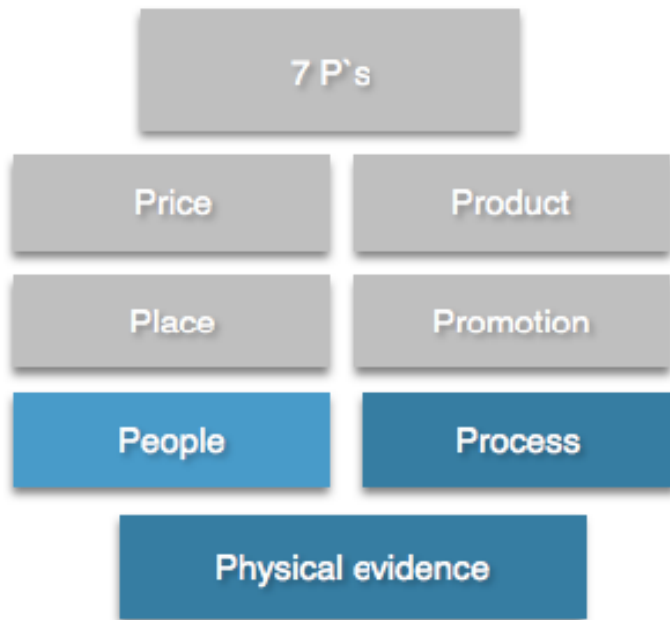 7 P`s
Price
Product
Place
Promotion
People
Process
Physical evidence